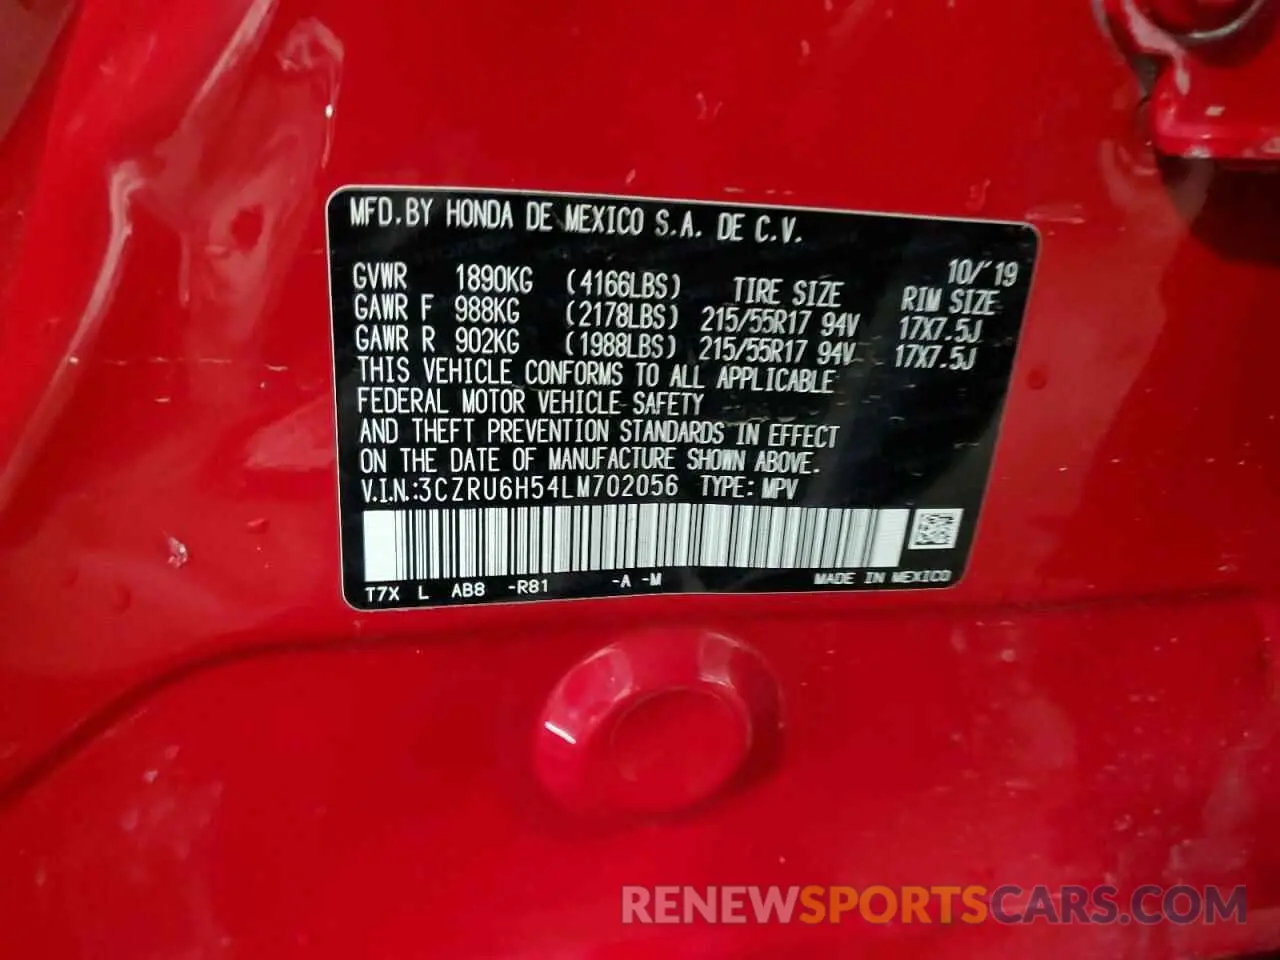 MFD.BY HONDA DE MEXICO S.A. DE C.V.
10/'19
GVWR 1890KG (4166LBS) TIRE SIZE RIM SIZE
GAWR F 988KG (2178LBS) 215/55R17 94V 17X7.5J
GAWR R 902KG (1988LBS) 215/55R17 94V 17X7.5J
THIS VEHICLE CONFORMS TO ALL APPLICABLE
FEDERAL MOTOR VEHICLE SAFETY
AND THEFT PREVENTION STANDARDS IN EFFECT
ON THE DATE OF MANUFACTURE SHOWN ABOVE.
V.I.N.:3CZRU6H54LM702056 TYPE: MPV
T7X L AB8 -R81 -A -M MADE IN MEXICO
RENEWSPORTSCARS.COM